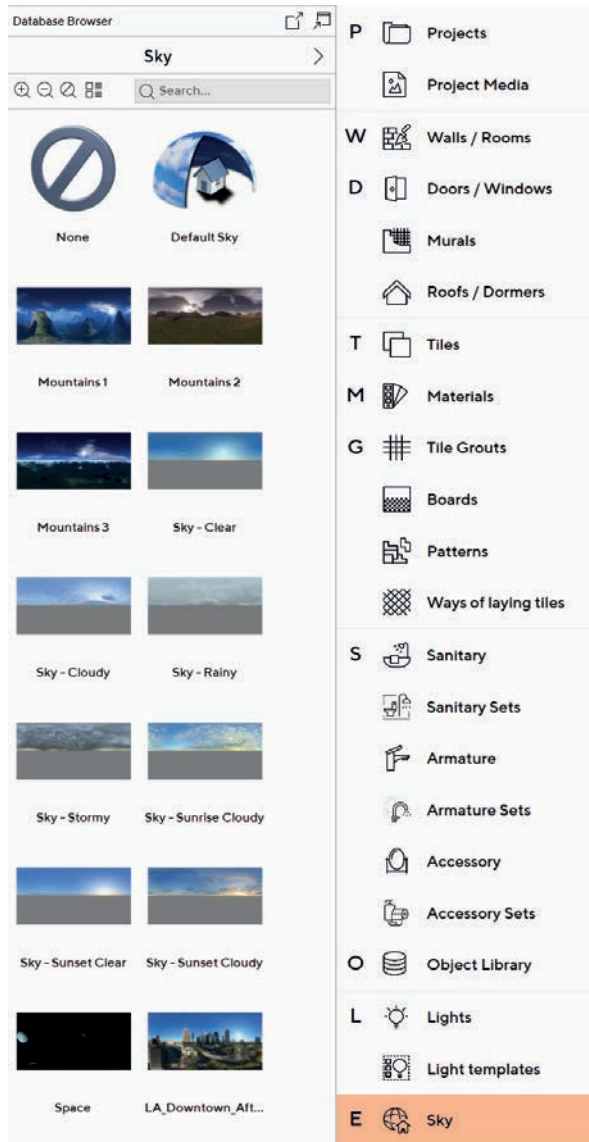 Database Browser
Sky
Search...
None
Default Sky
Mountains 1
Mountains 2
Mountains 3
Sky - Clear
Sky - Cloudy
Sky - Rainy
Sky - Stormy
Sky - Sunrise Cloudy
Sky - Sunset Clear
Sky - Sunset Cloudy
Space
LA_Downtown_Aft...
P Projects
Project Media
W Walls / Rooms
D Doors / Windows
Murals
Roofs / Dormers
T Tiles
M Materials
G Tile Grouts
Boards
Patterns
Ways of laying tiles
S Sanitary
Sanitary Sets
Armature
Armature Sets
Accessory
Accessory Sets
O Object Library
L Lights
Light templates
E Sky